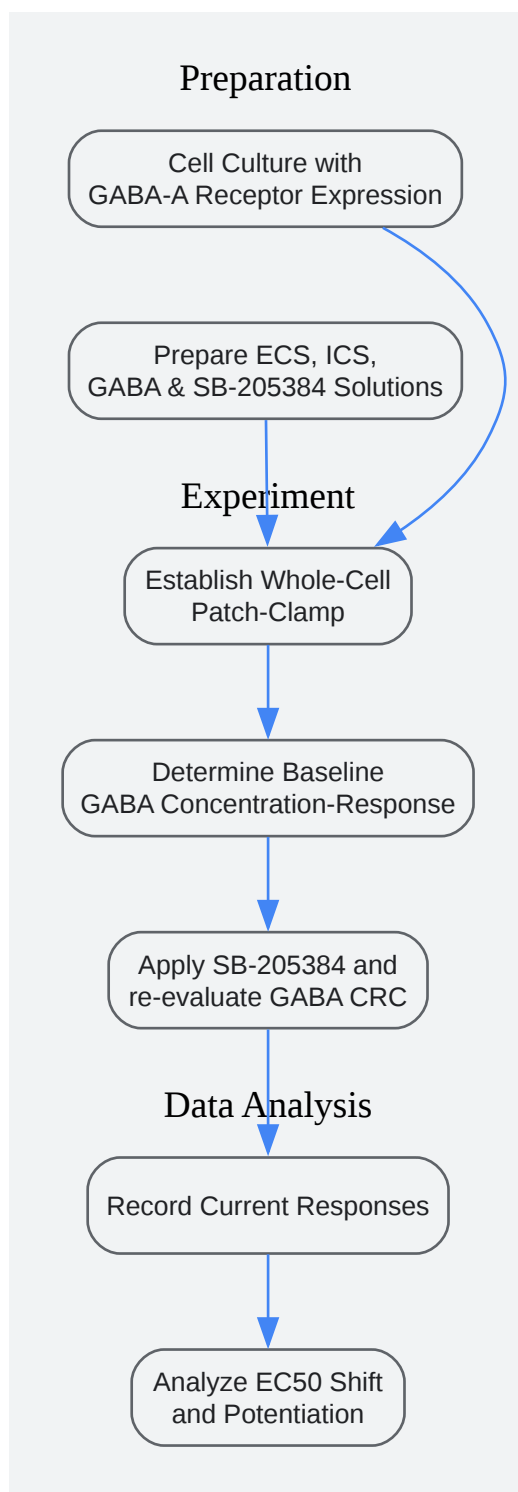 Preparation
Cell Culture with
GABA-A Receptor Expression
Prepare ECS, ICS,
GABA & SB-205384 Solutions
Experiment
Establish Whole-Cell
Patch-Clamp
Determine Baseline
GABA Concentration-Response
Apply SB-205384 and
re-evaluate GABA CRC
Data Analysis
Record Current Responses
Analyze EC50 Shift
and Potentiation